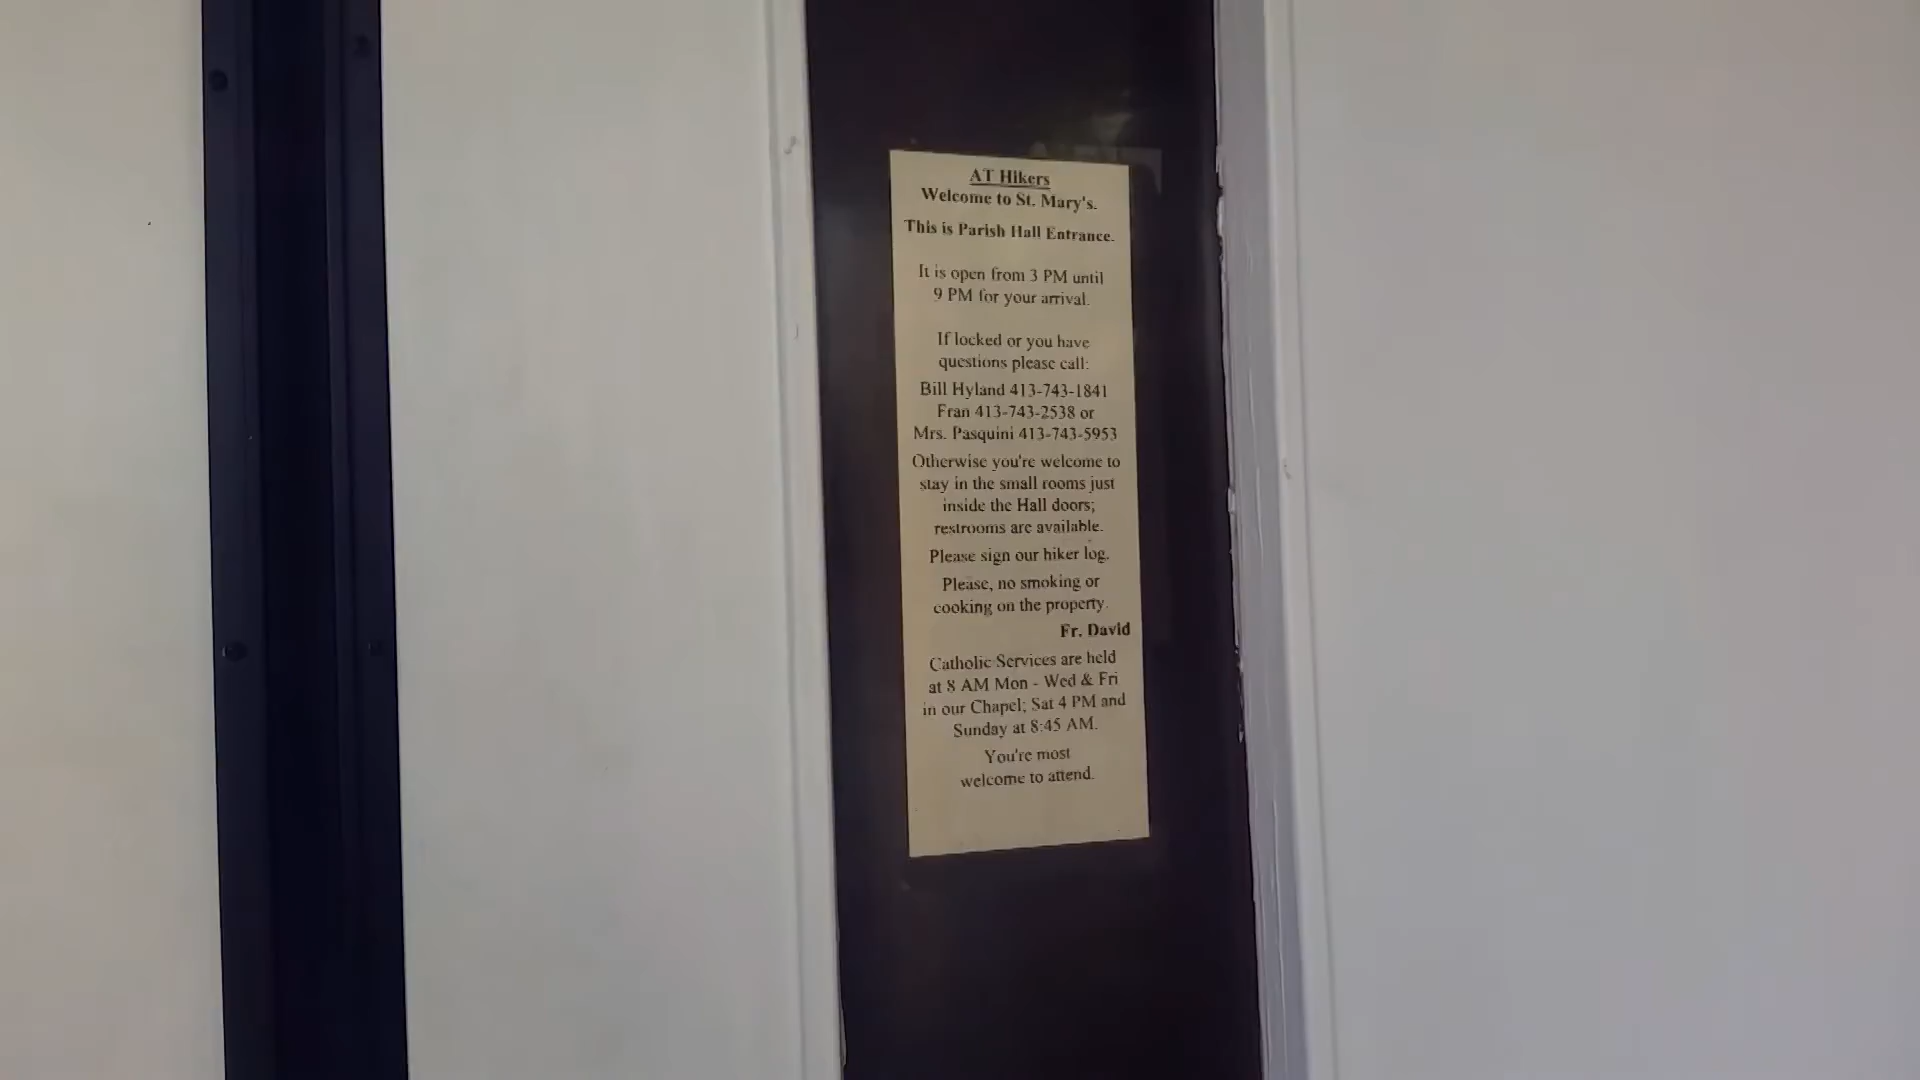 AT Hikers
Welcome to St. Mary's.
This is Parish Hall Entrance.
It is open from 3 PM until
9 PM for your arrival.
If locked or you have
questions please call:
Bill Hyland 413-743-1841
Fran 413-743-2538 or
Mrs. Pasquini 413-743-5953
Otherwise you're welcome to
stay in the small rooms just
inside the Hall doors;
restrooms are available.
Please sign our hiker log.
Please, no smoking or
cooking on the property.
Fr. David
Catholic Services are held
at 8 AM Mon - Wed & Fri
in our Chapel; Sat 4 PM and
Sunday at 8:45 AM.
You're most
welcome to attend.